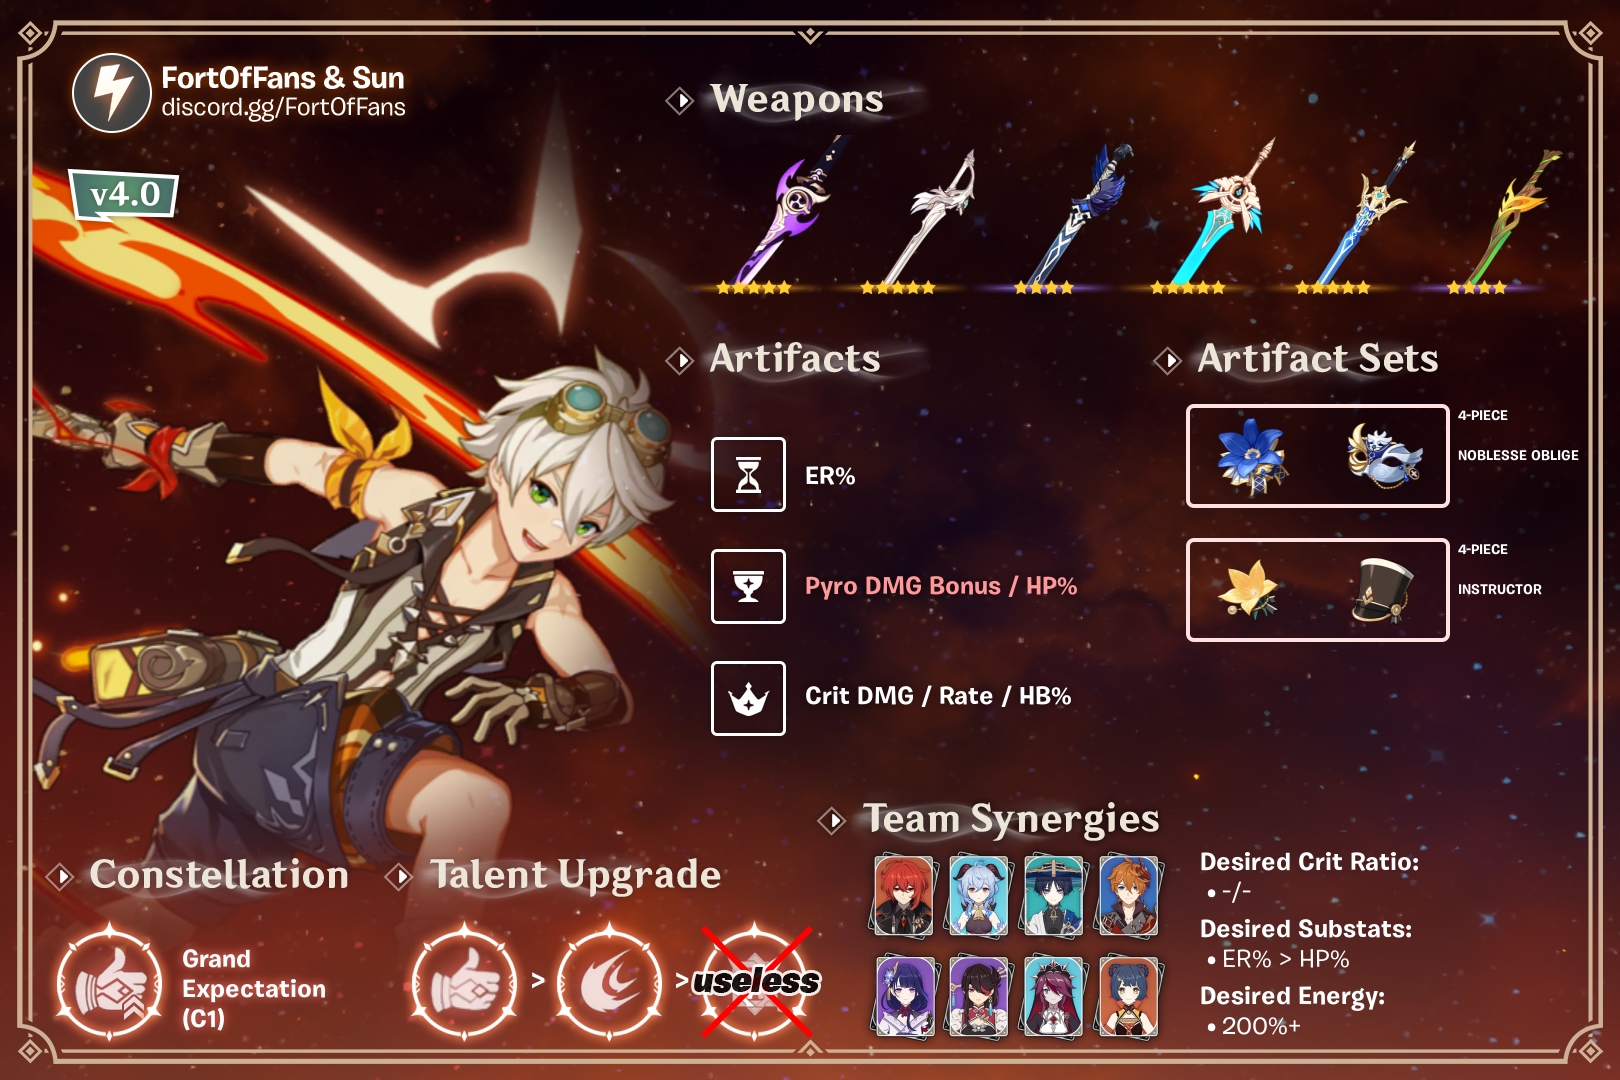 FortOfFans & Sun
discord.gg/FortOfFans
v4.0
Weapons
Artifacts
ER%
Pyro DMG Bonus / HP%
Crit DMG / Rate / HB%
Artifact Sets
4-PIECE
NOBLESSE OBLIGE
4-PIECE
INSTRUCTOR
Constellation
Grand
Expectation
(C1)
Talent Upgrade
> > useless
Team Synergies
Desired Crit Ratio:
• -/-
Desired Substats:
• ER% > HP%
Desired Energy:
• 200%+